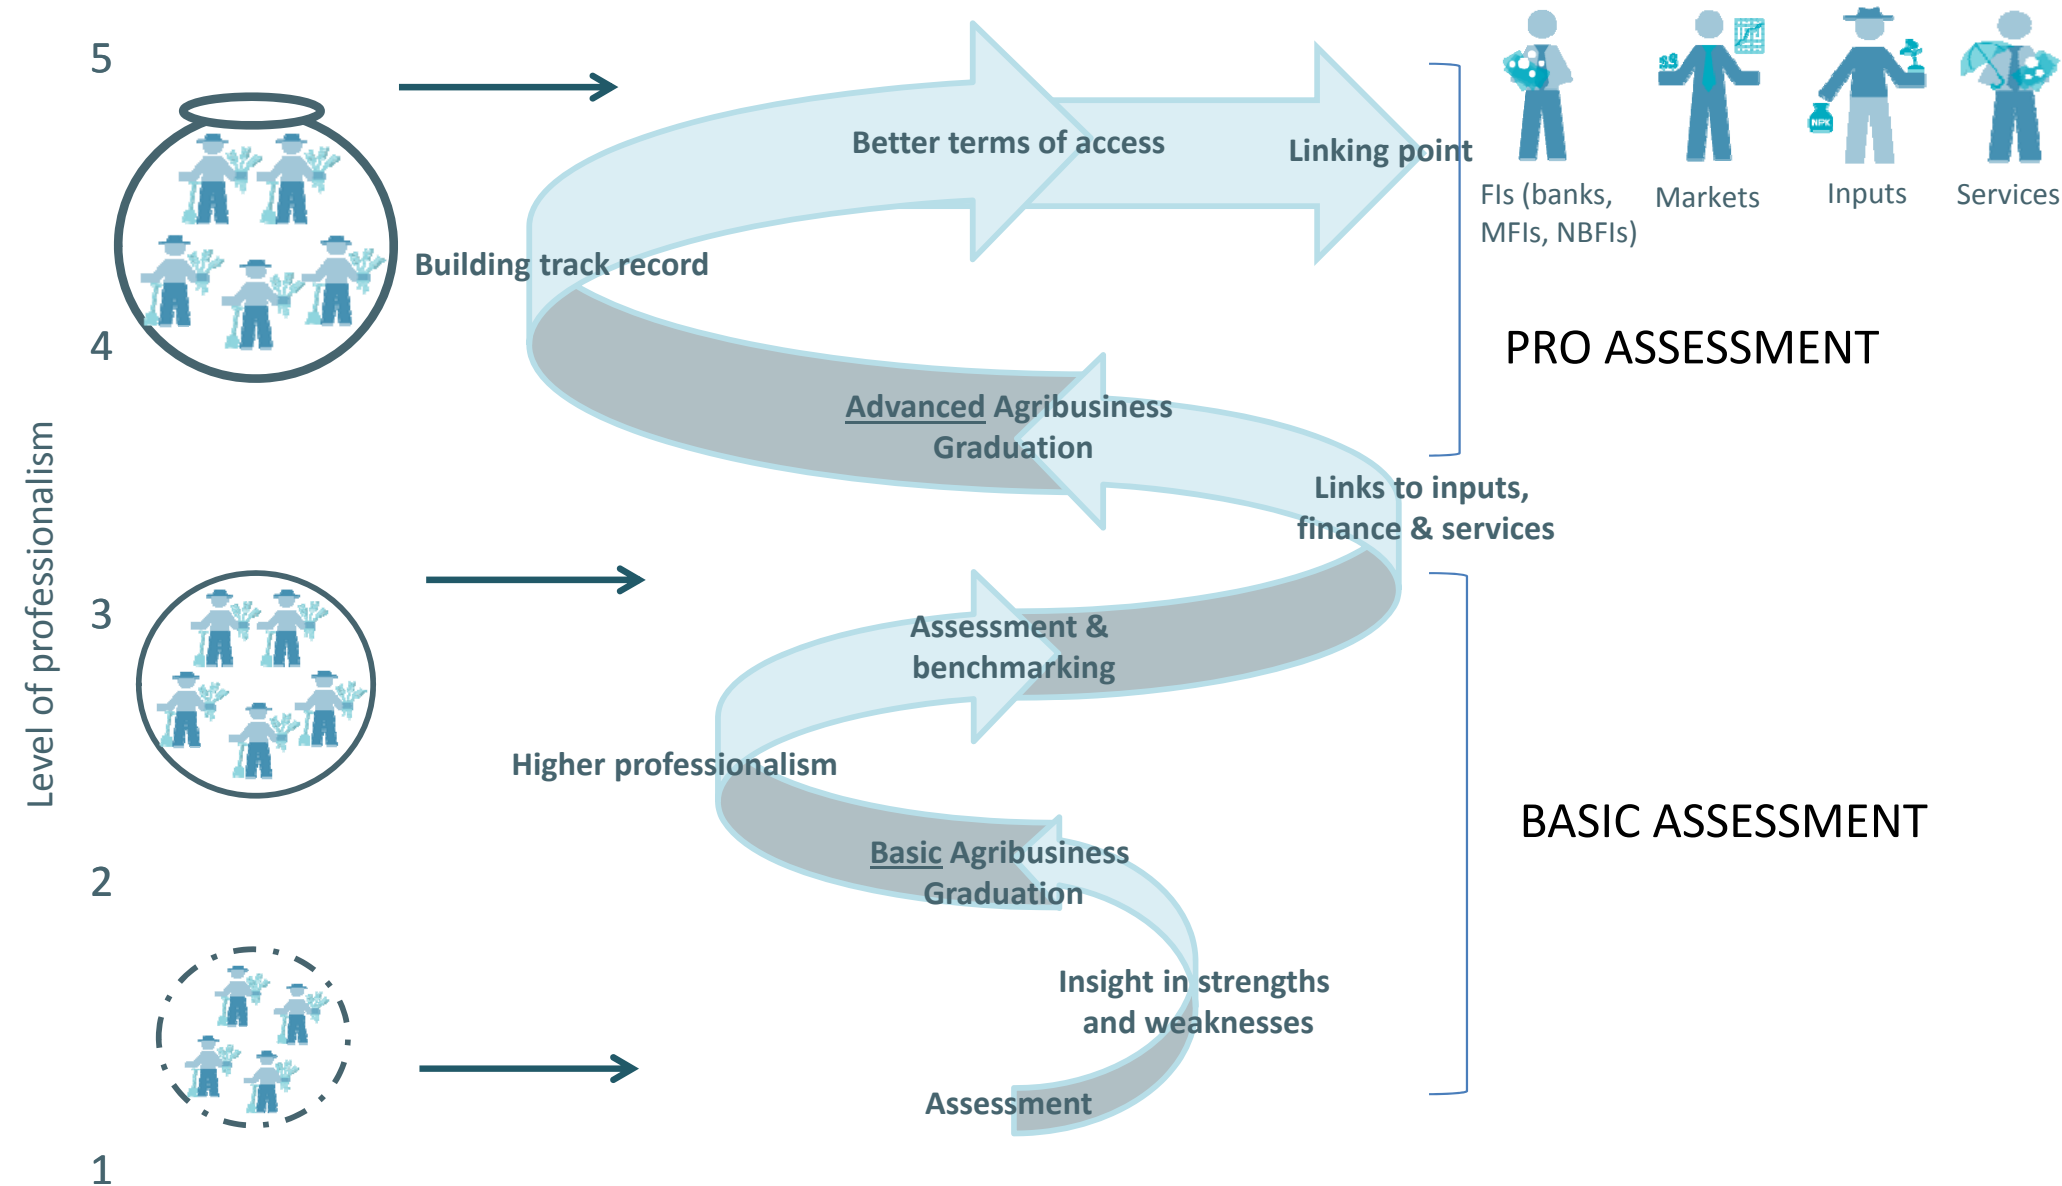 5
Better terms of access
Linking point
FIs (banks,
MFIs, NBFIs)
Markets
Inputs
Services
NPK
$$
Building track record
4
PRO ASSESSMENT
Advanced Agribusiness
Graduation
Level of professionalism
Links to inputs,
finance & services
3
Assessment &
benchmarking
Higher professionalism
BASIC ASSESSMENT
2
Basic Agribusiness
Graduation
Insight in strengths
and weaknesses
Assessment
1